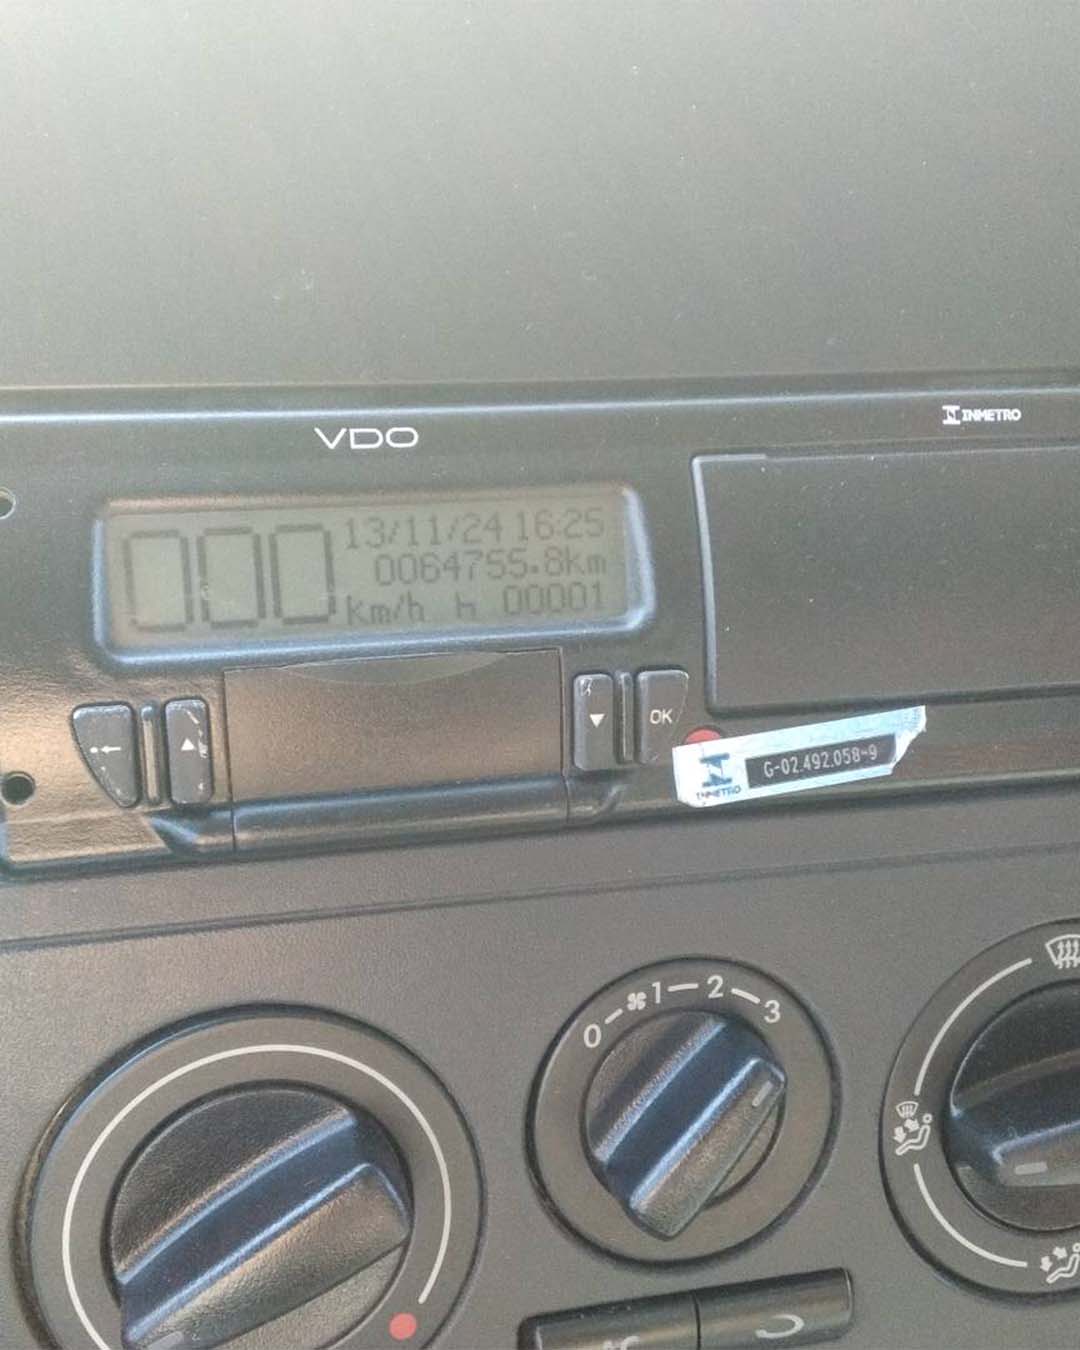 VDO
INMETRO
000 km/h
13/11/24 16:25
0064755.8km
00001
OK
INMETRO
G-02.492.058-9
0 1 2 3